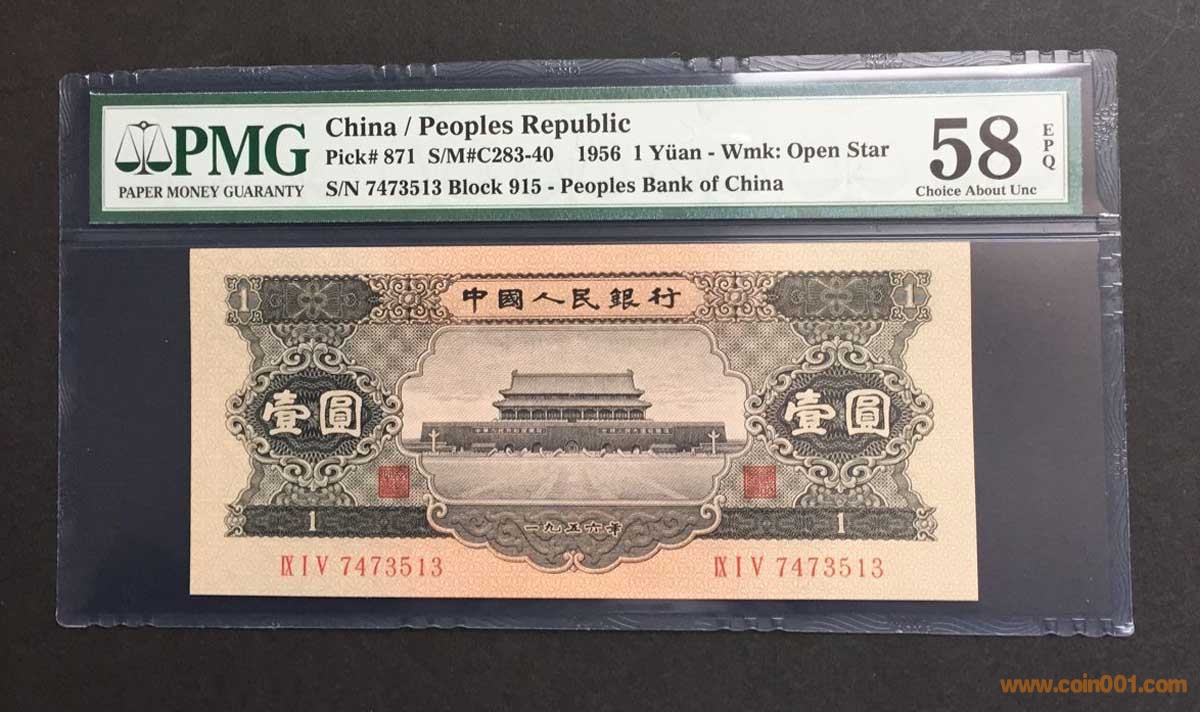 PMG
PAPER MONEY GUARANTY
China / Peoples Republic
Pick# 871 S/M#C283-40 1956 1 Yüan - Wmk: Open Star
S/N 7473513 Block 915 - Peoples Bank of China
58
EPQ
Choice About Unc
中國人民銀行
1 1
壹圓 壹圓
1 1
一九五六年
IX I V 7473513 IX I V 7473513
www.coin001.com